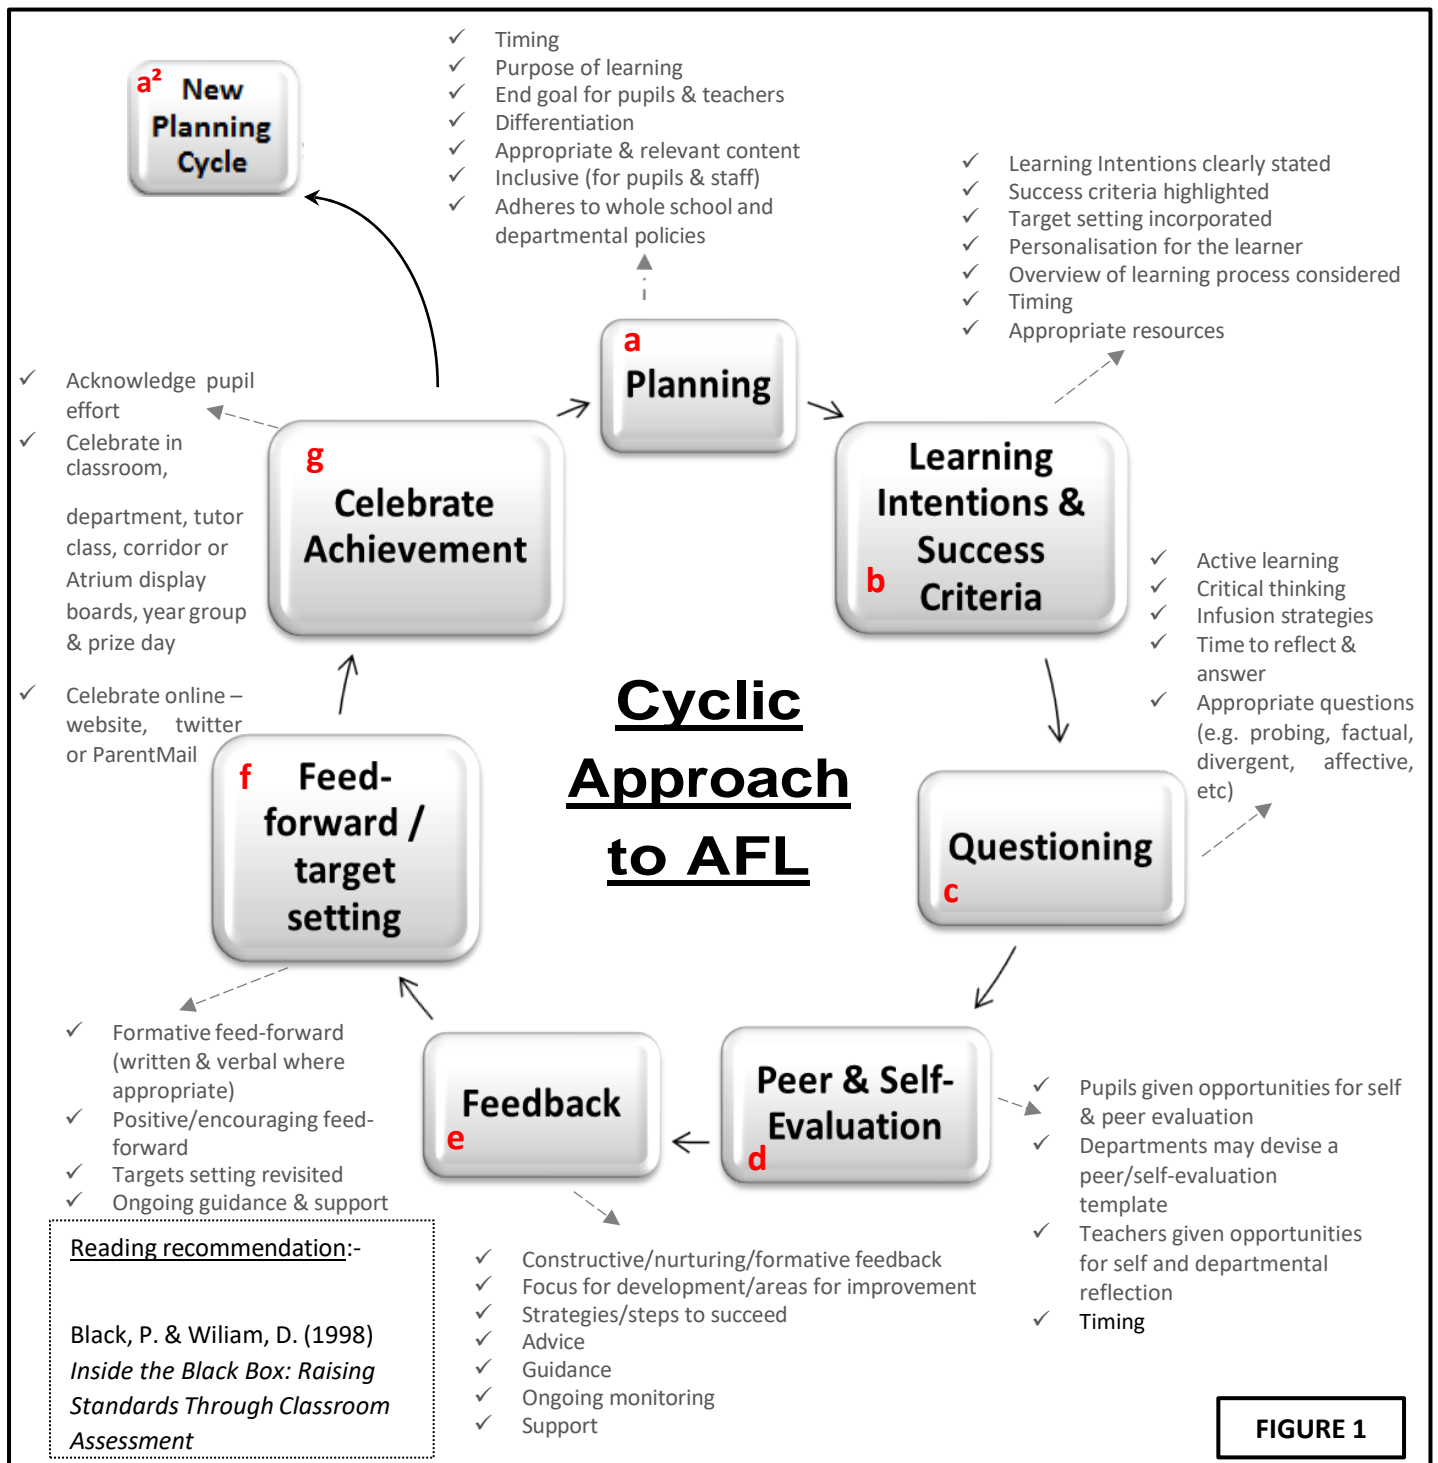 a²
New
Planning
Cycle
✓ Timing
✓ Purpose of learning
✓ End goal for pupils & teachers
✓ Differentiation
✓ Appropriate & relevant content
✓ Inclusive (for pupils & staff)
✓ Adheres to whole school and
departmental policies
✓ Learning Intentions clearly stated
✓ Success criteria highlighted
✓ Target setting incorporated
✓ Personalisation for the learner
✓ Overview of learning process considered
✓ Timing
✓ Appropriate resources
a
Planning
Learning
Intentions &
Success
b
Criteria
✓ Active learning
✓ Critical thinking
✓ Infusion strategies
✓ Time to reflect &
answer
✓ Appropriate questions
(e.g. probing, factual,
divergent, affective,
etc)
✓ Acknowledge pupil
effort
✓ Celebrate in
classroom,
department, tutor
class, corridor or
Atrium display
boards, year group
& prize day
✓ Celebrate online –
website, twitter
or ParentMail
g
Celebrate
Achievement
Cyclic
Approach
to AFL
Questioning
c
f
Feed-
forward /
target
setting
Peer & Self-
Evaluation
d
Feedback
e
✓ Pupils given opportunities for self
& peer evaluation
✓ Departments may devise a
peer/self-evaluation
template
✓ Teachers given opportunities
for self and departmental
reflection
✓ Timing
✓ Formative feed-forward
(written & verbal where
appropriate)
✓ Positive/encouraging feed-
forward
✓ Targets setting revisited
✓ Ongoing guidance & support
✓ Constructive/nurturing/formative feedback
✓ Focus for development/areas for improvement
✓ Strategies/steps to succeed
✓ Advice
✓ Guidance
✓ Ongoing monitoring
✓ Support
Reading recommendation:-
Black, P. & Wiliam, D. (1998)
Inside the Black Box: Raising
Standards Through Classroom
Assessment
FIGURE 1